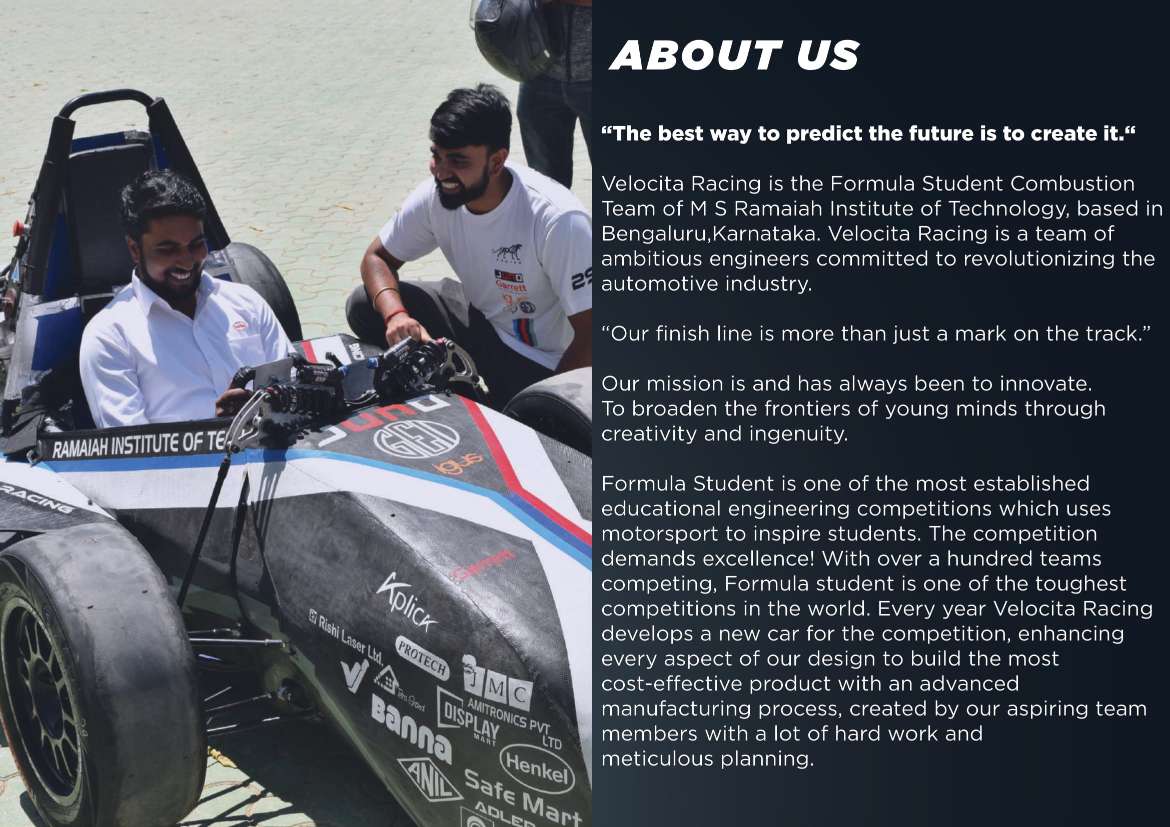 ABOUT US
“The best way to predict the future is to create it.“
Velocita Racing is the Formula Student Combustion
Team of M S Ramaiah Institute of Technology, based in
Bengaluru,Karnataka. Velocita Racing is a team of
ambitious engineers committed to revolutionizing the
automotive industry.
“Our finish line is more than just a mark on the track.”
Our mission is and has always been to innovate.
To broaden the frontiers of young minds through
creativity and ingenuity.
Formula Student is one of the most established
educational engineering competitions which uses
motorsport to inspire students. The competition
demands excellence! With over a hundred teams
competing, Formula student is one of the toughest
competitions in the world. Every year Velocita Racing
develops a new car for the competition, enhancing
every aspect of our design to build the most
cost-effective product with an advanced
manufacturing process, created by our aspiring team
members with a lot of hard work and
meticulous planning.
Garrett
29
RAMAIAH INSTITUTE OF
RACING
igus
Garrett
Kplick
Rishi Laser Ltd.
PROTECH
JMC
AMITRONICS PVT
LTD
DISPLAY
MART
Banna
Henkel
ANIL
Safe Mart
ADLER